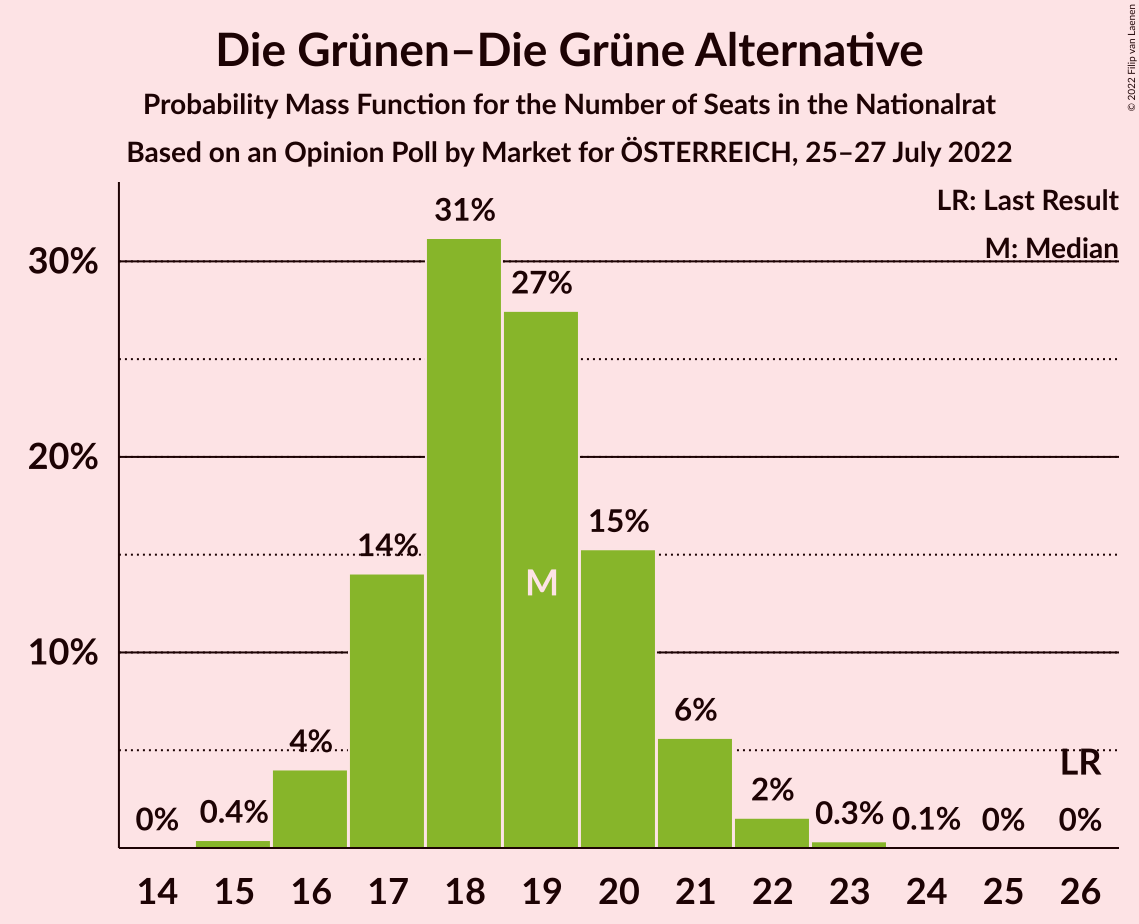 Die Grünen–Die Grüne Alternative
Probability Mass Function for the Number of Seats in the Nationalrat
Based on an Opinion Poll by Market for ÖSTERREICH, 25–27 July 2022
© 2022 Filip van Laenen
LR: Last Result
M: Median
30%
20%
10%
0%
0.4%
4%
14%
31%
27%
15%
6%
2%
0.3%
0.1%
0%
0%
M
LR
14 15 16 17 18 19 20 21 22 23 24 25 26